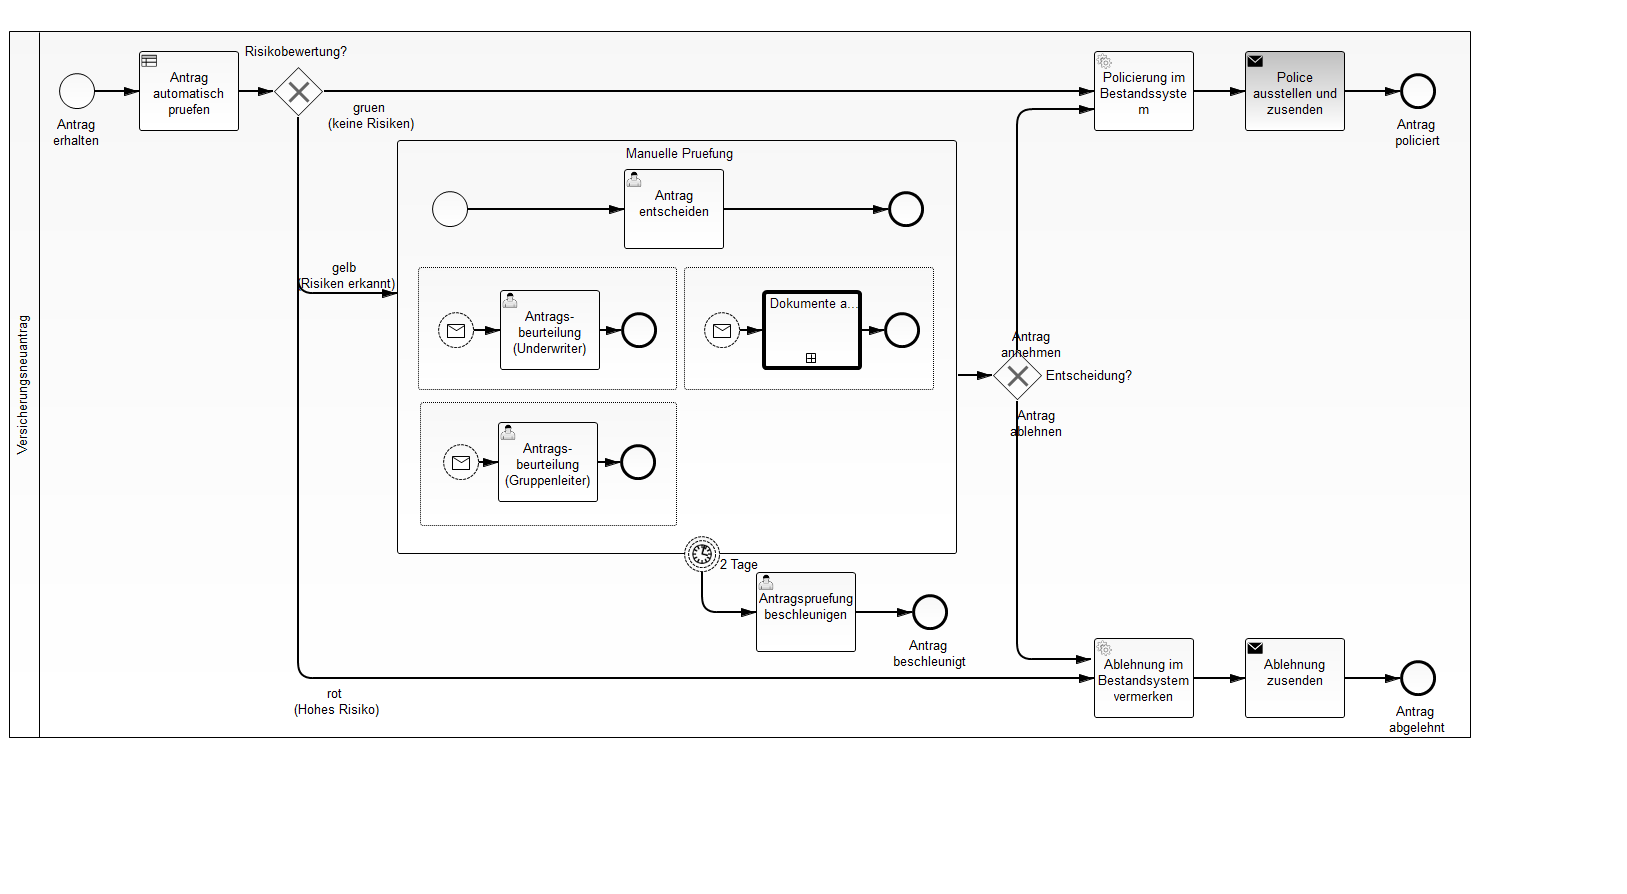 Versicherungsneuantrag
Antrag
erhalten
Antrag
automatisch
pruefen
Risikobewertung?
gruen
(keine Risiken)
gelb
(Risiken erkannt)
rot
(Hohes Risiko)
Manuelle Pruefung
Antrag
entscheiden
Antrags-
beurteilung
(Underwriter)
Dokumente a...
Antrags-
beurteilung
(Gruppenleiter)
2 Tage
Antragspruefung
beschleunigen
Antrag
beschleunigt
Antrag
annehmen
Entscheidung?
Antrag
ablehnen
Policierung im
Bestandssyste
m
Police
ausstellen und
zusenden
Antrag
policiert
Ablehnung im
Bestandsystem
vermerken
Ablehnung
zusenden
Antrag
abgelehnt